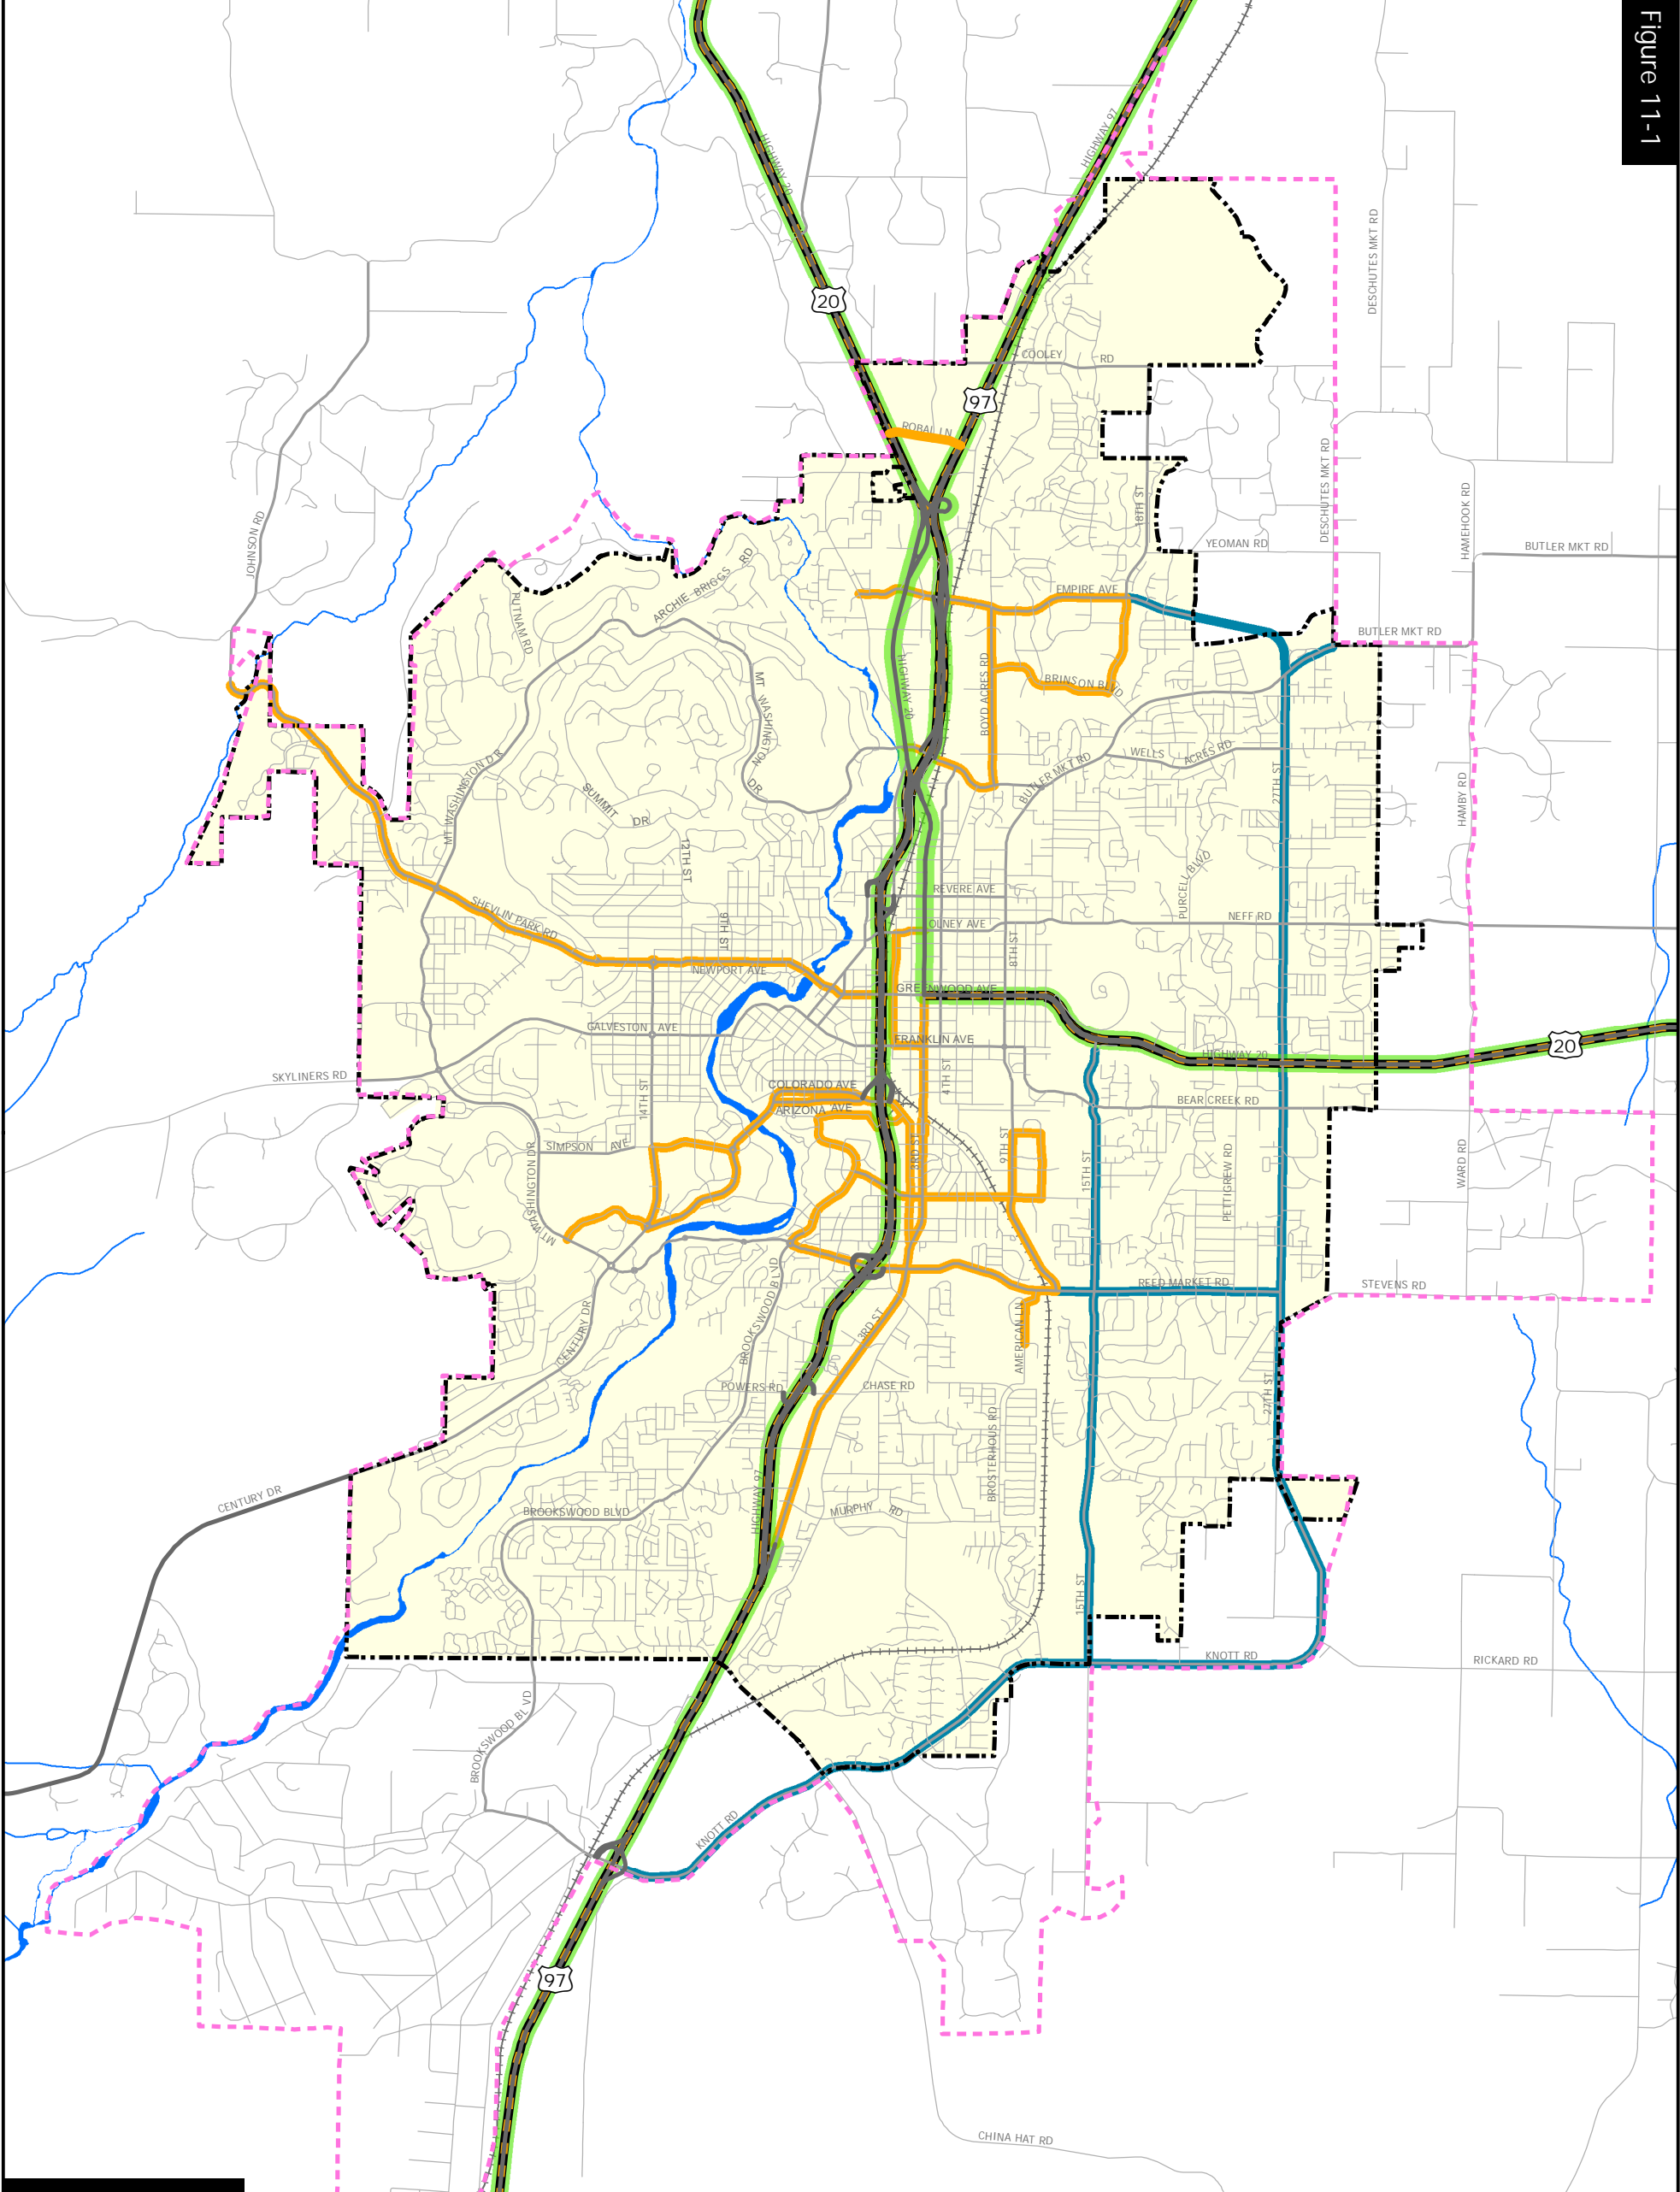 Figure 11-1
HIGHWAY 20
HIGHWAY 97
DESCHUTES MKT RD
20
COOLEY RD
97
ROBAL LN
18TH ST
DESCHUTES MKT RD
HAMEHOOK RD
JOHNSON RD
YEOMAN RD
BUTLER MKT RD
ARCHIE BRIGGS RD
PUTNAM RD
EMPIRE AVE
BUTLER MKT RD
HIGHWAY 20
BOYD ACRES RD
BRINSON BLVD
MT WASHINGTON DR
WELLS ACRES RD
BUTLER MKT RD
27TH ST
HAMBY RD
MT WASHINGTON DR
SUMMIT DR
12TH ST
PURCELL BLVD
REVERE AVE
SHEVLIN PARK RD
9TH ST
OLNEY AVE
8TH ST
NEFF RD
NEWPORT AVE
GREENWOOD AVE
GALVESTON AVE
FRANKLIN AVE
HIGHWAY 20
20
SKYLINERS RD
14TH ST
COLORADO AVE
4TH ST
ARIZONA AVE
BEAR CREEK RD
SIMPSON AVE
3RD ST
9TH ST
15TH ST
PETTIGREW RD
WARD RD
MT WASHINGTON DR
REED MARKET RD
STEVENS RD
CENTURY DR
BROOKSWOOD BLVD
3RD ST
AMERICAN LN
POWERS RD
CHASE RD
27TH ST
BROSTERHOUS RD
CENTURY DR
BROOKSWOOD BLVD
HIGHWAY 97
MURPHY RD
15TH ST
KNOTT RD
RICKARD RD
BROOKSWOOD BLVD
KNOTT RD
97
CHINA HAT RD